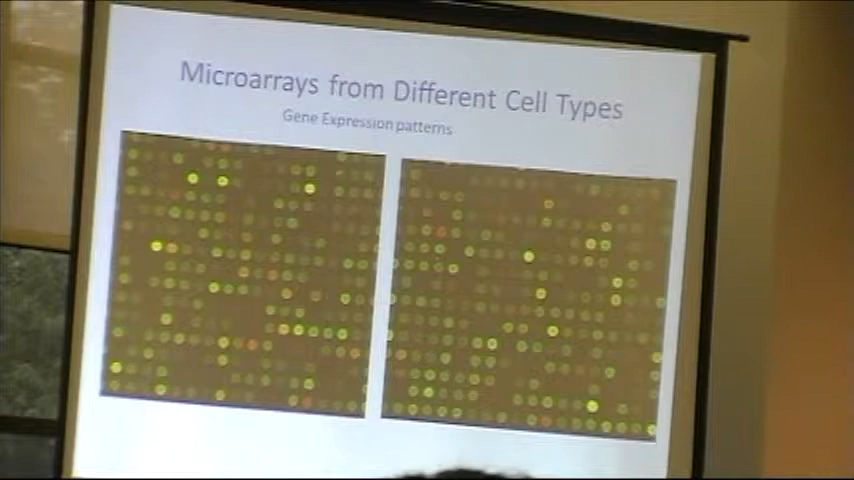 Microarrays from Different Cell Types
Gene Expression patterns